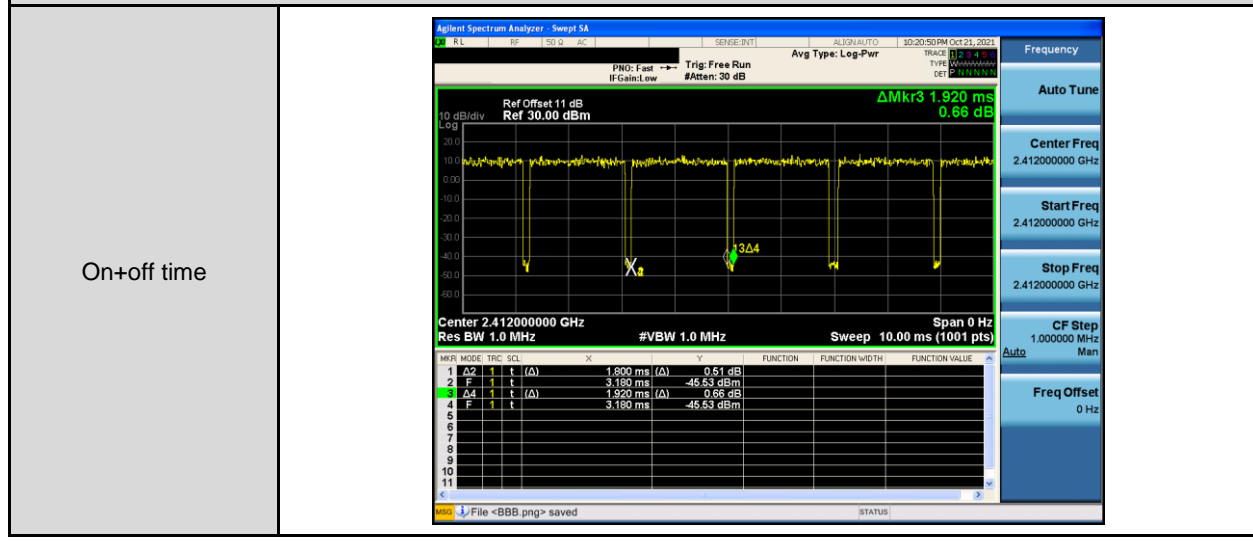 On+off time
Agilent Spectrum Analyzer - Swept SA
RL RF 50 Ω AC SENSE:INT ALIGNAUTO 10:20:50 PM Oct 21, 2021
Avg Type: Log-Pwr
TRACE 1 2 3 4 5 6
PNO: Fast Trig: Free Run
TYPE
IFGain:Low #Atten: 30 dB
DET P N N N N N
ΔMkr3 1.920 ms
0.66 dB
Ref Offset 11 dB
10 dB/div Ref 30.00 dBm
Log
20.0
10.0
0.00
-10.0
-20.0
-30.0
-40.0
-50.0
-60.0
13Δ4
X2
Center 2.412000000 GHz Span 0 Hz
Res BW 1.0 MHz #VBW 1.0 MHz Sweep 10.00 ms (1001 pts)
MKR MODE TRC SCL X Y FUNCTION FUNCTION WIDTH FUNCTION VALUE
1 Δ2 1 t (Δ) 1.800 ms (Δ) 0.51 dB
2 F 1 t 3.180 ms -45.53 dBm
3 Δ4 1 t (Δ) 1.920 ms (Δ) 0.66 dB
4 F 1 t 3.180 ms -45.53 dBm
5
6
7
8
9
10
11
MSG File <BBB.png> saved STATUS
Frequency
Auto Tune
Center Freq
2.412000000 GHz
Start Freq
2.412000000 GHz
Stop Freq
2.412000000 GHz
CF Step
1.000000 MHz
Auto Man
Freq Offset
0 Hz